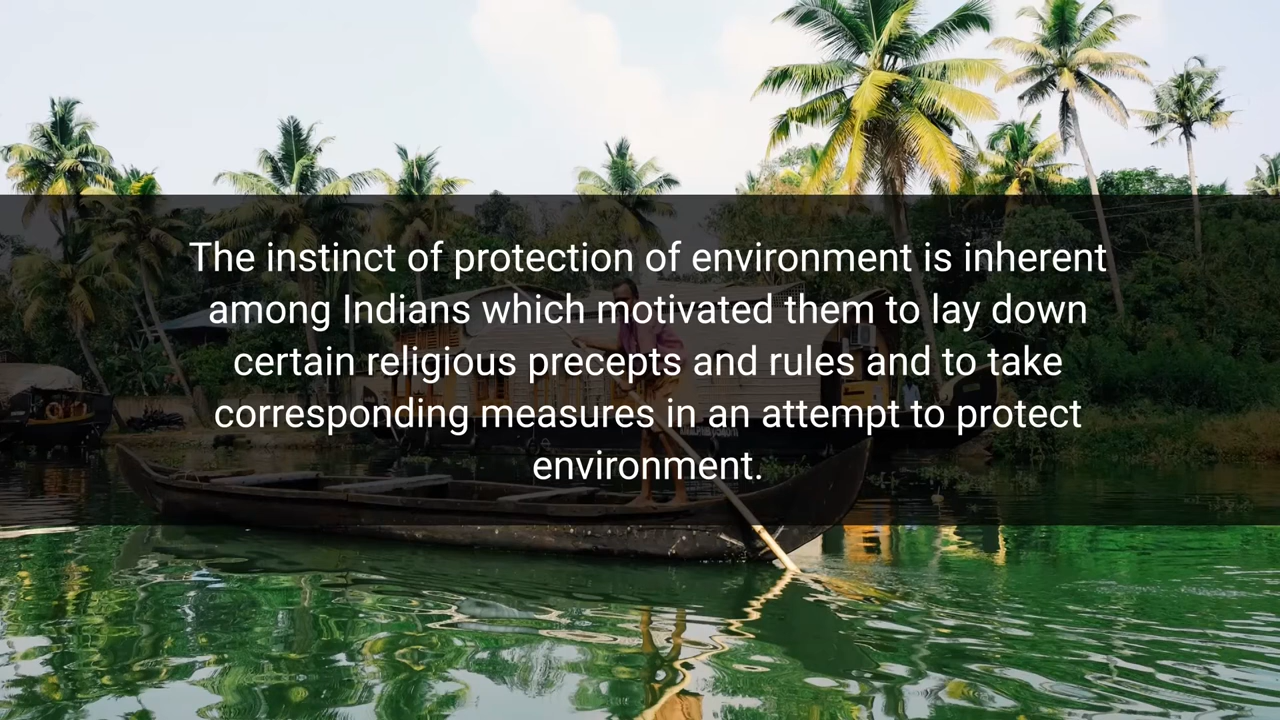 The instinct of protection of environment is inherent
among Indians which motivated them to lay down
certain religious precepts and rules and to take
corresponding measures in an attempt to protect
environment.